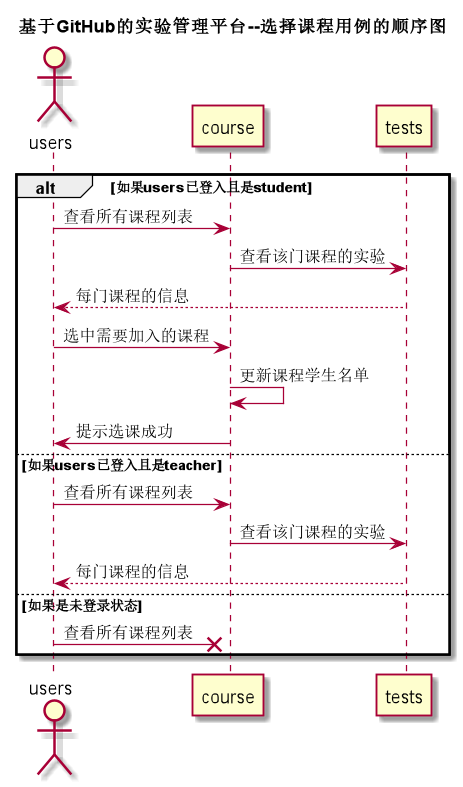 基于GitHub的实验管理平台--选择课程用例的顺序图
users
course
tests
alt [如果users已登入且是student]
查看所有课程列表
查看该门课程的实验
每门课程的信息
选中需要加入的课程
更新课程学生名单
提示选课成功
[如果users已登入且是teacher]
查看所有课程列表
查看该门课程的实验
每门课程的信息
[如果是未登录状态]
查看所有课程列表
users
course
tests